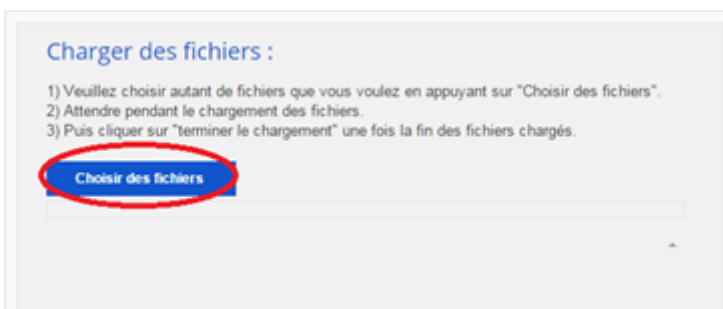 Charger des fichiers :
1) Veuillez choisir autant de fichiers que vous voulez en appuyant sur "Choisir des fichiers".
2) Attendre pendant le chargement des fichiers.
3) Puis cliquer sur "terminer le chargement" une fois la fin des fichiers chargés.
Choisir des fichiers